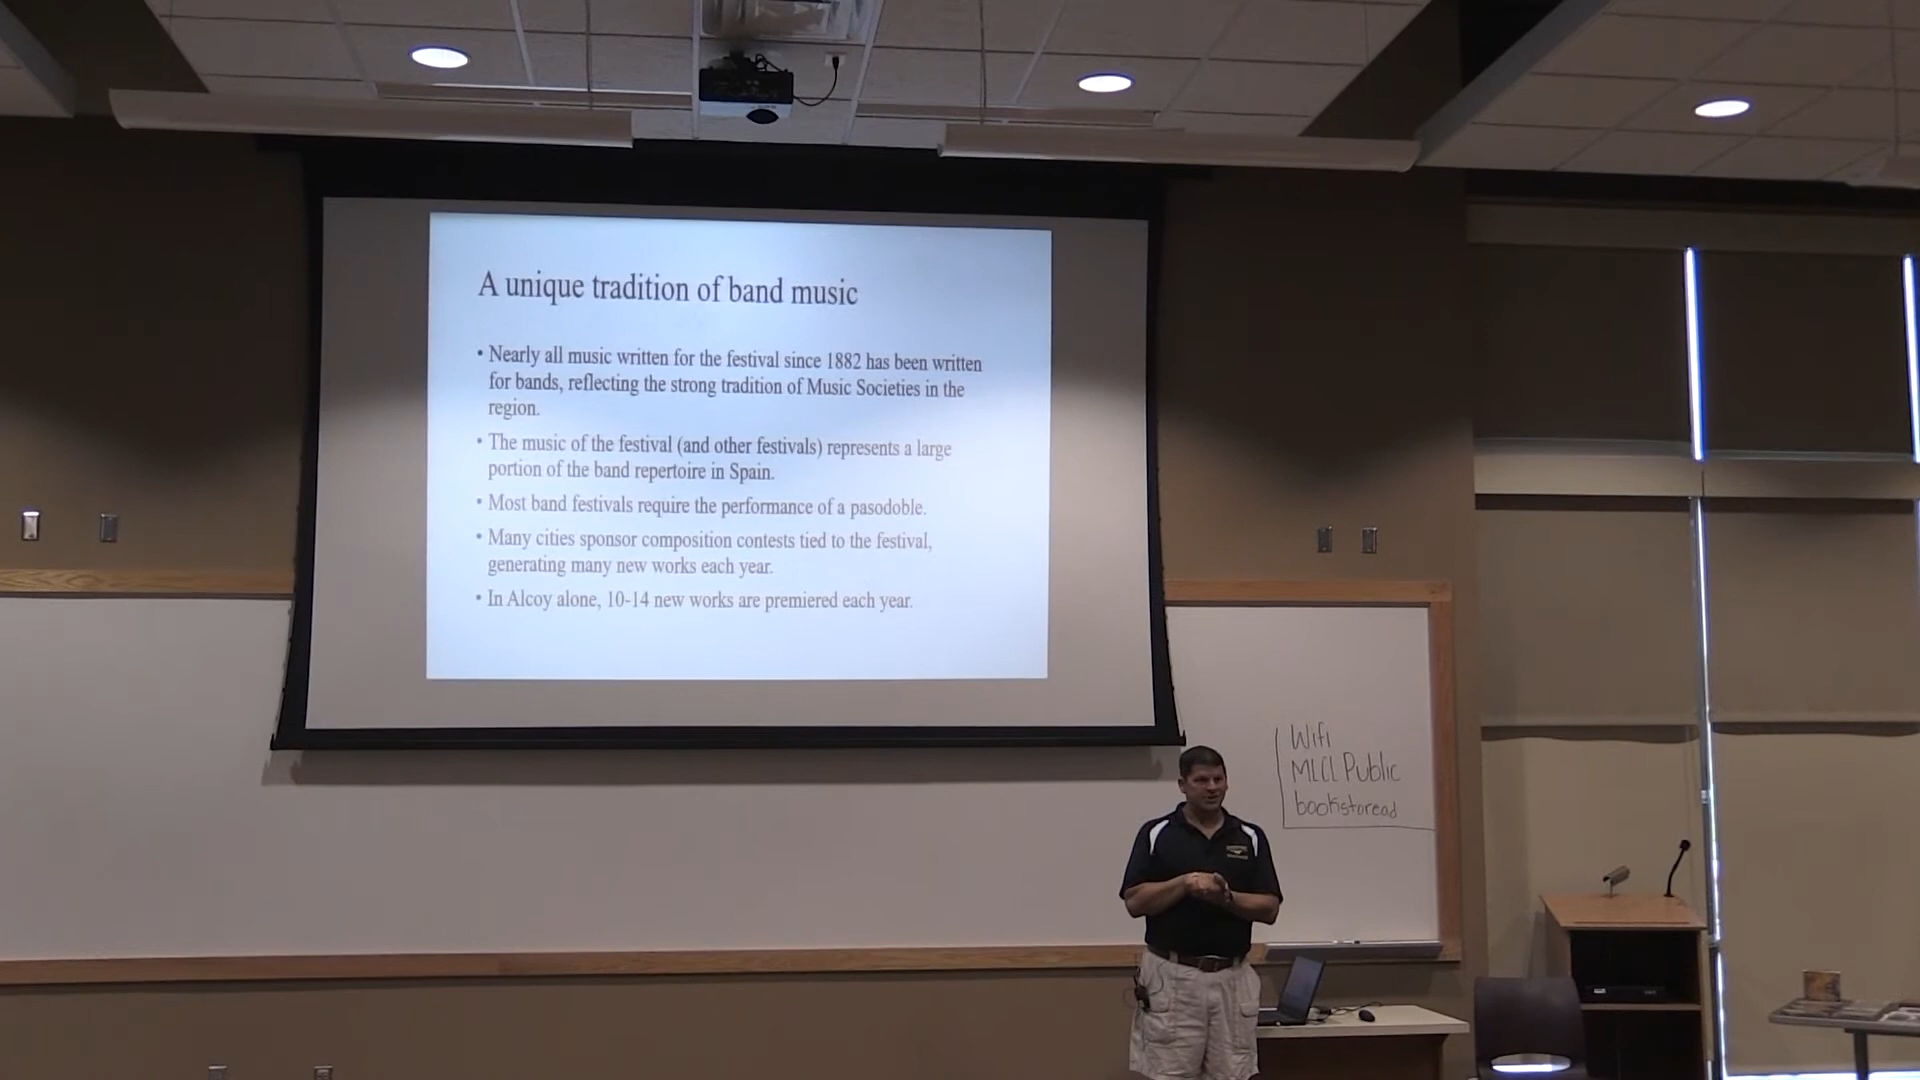 A unique tradition of band music
• Nearly all music written for the festival since 1882 has been written
for bands, reflecting the strong tradition of Music Societies in the
region.
• The music of the festival (and other festivals) represents a large
portion of the band repertoire in Spain.
• Most band festivals require the performance of a pasodoble.
• Many cities sponsor composition contests tied to the festival,
generating many new works each year.
• In Alcoy alone, 10-14 new works are premiered each year.
Wifi
MLCL Public
bookstoread